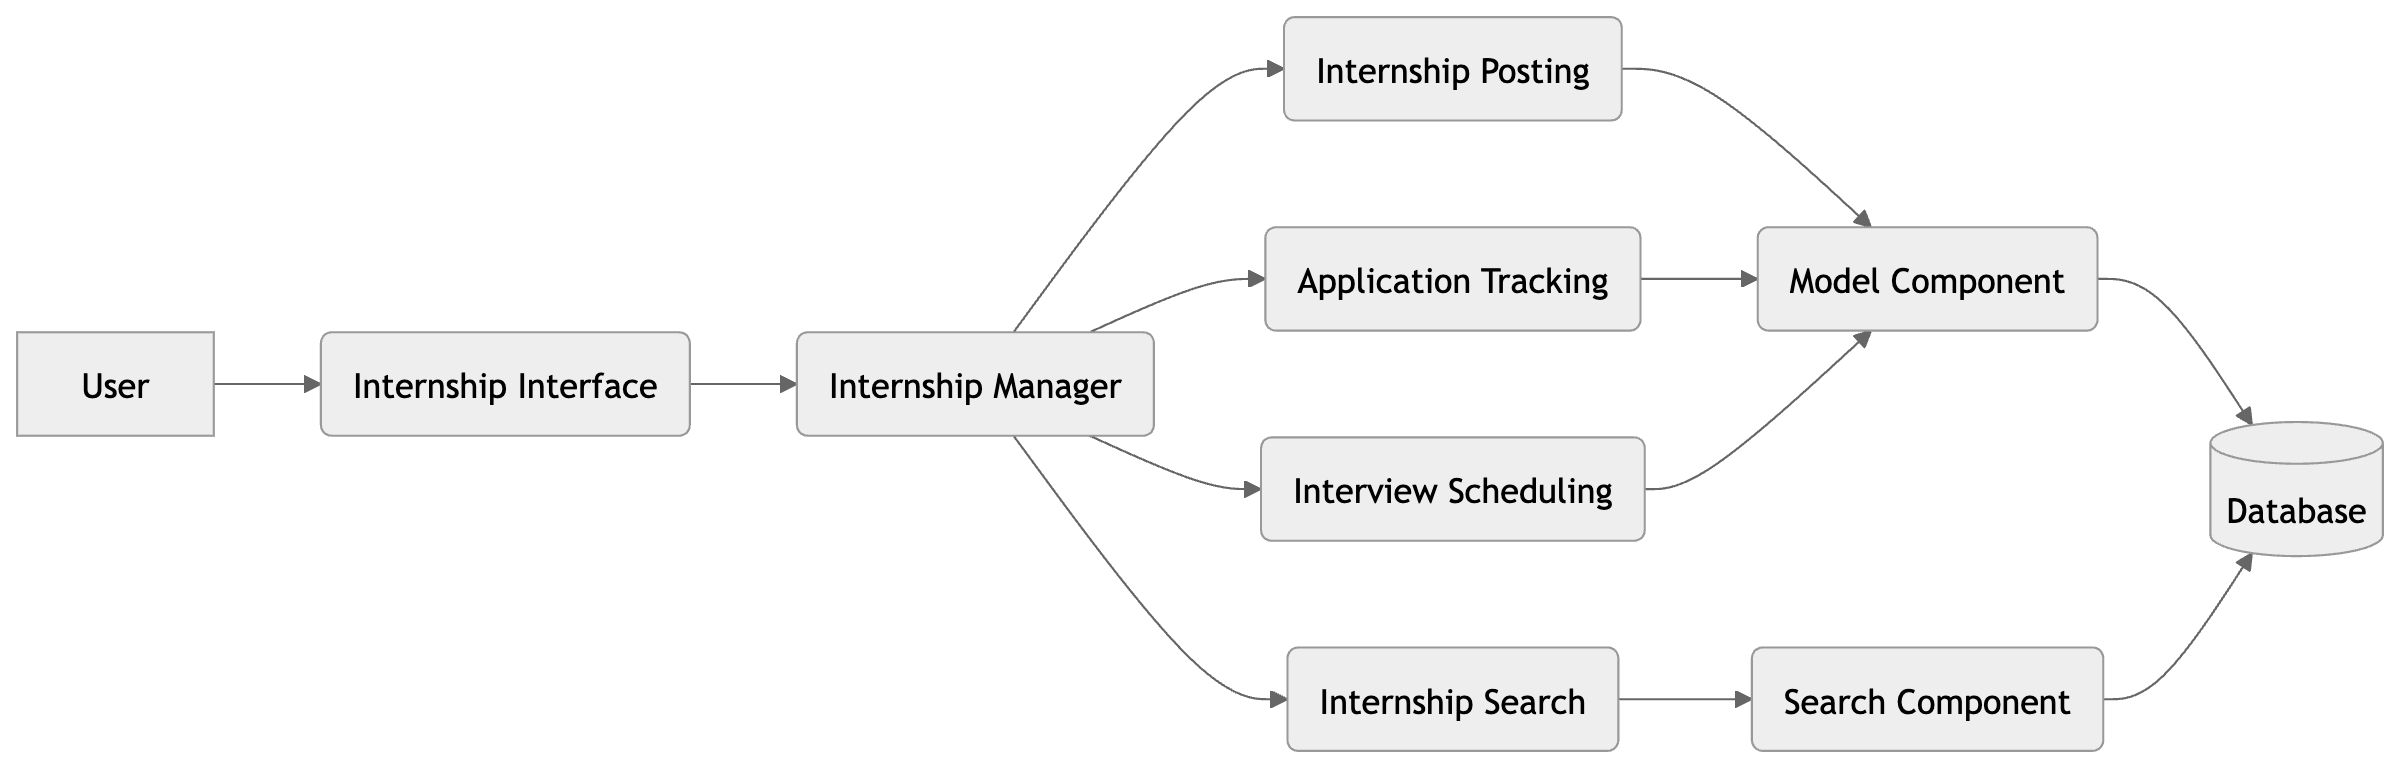 User
Internship Interface
Internship Manager
Internship Posting
Application Tracking
Interview Scheduling
Internship Search
Model Component
Search Component
Database